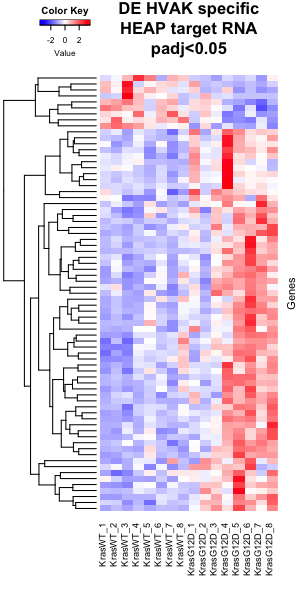 DE HVAK specific
HEAP target RNA
padj<0.05
Color Key
-2 0 2
Value
Genes
KrasWT_1
KrasWT_2
KrasWT_3
KrasWT_4
KrasWT_5
KrasWT_6
KrasWT_7
KrasWT_8
KrasG12D_1
KrasG12D_2
KrasG12D_3
KrasG12D_4
KrasG12D_5
KrasG12D_6
KrasG12D_7
KrasG12D_8